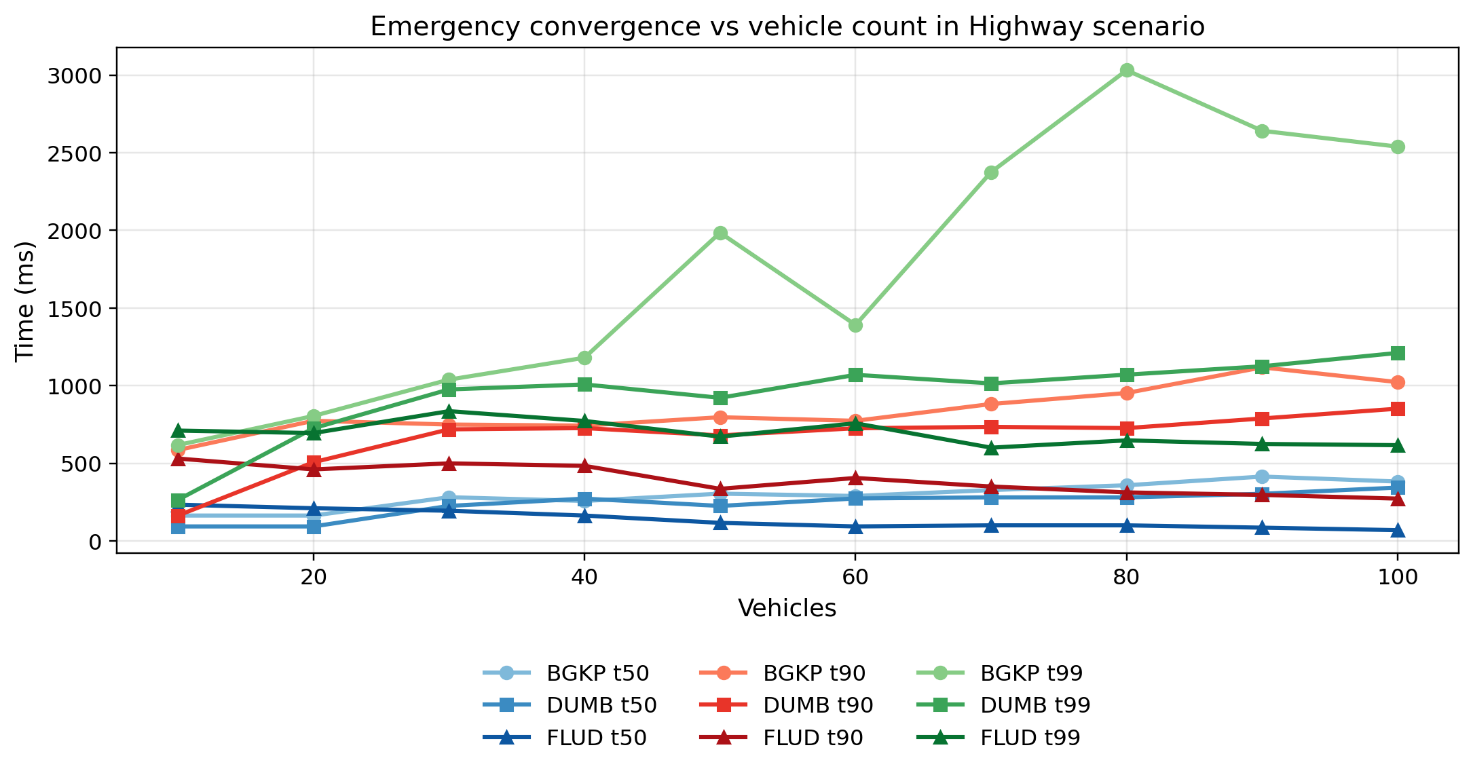 Emergency convergence vs vehicle count in Highway scenario
Time (ms)
3000
2500
2000
1500
1000
500
0
20 40 60 80 100
Vehicles
BGKP t50 BGKP t90 BGKP t99
DUMB t50 DUMB t90 DUMB t99
FLUD t50 FLUD t90 FLUD t99